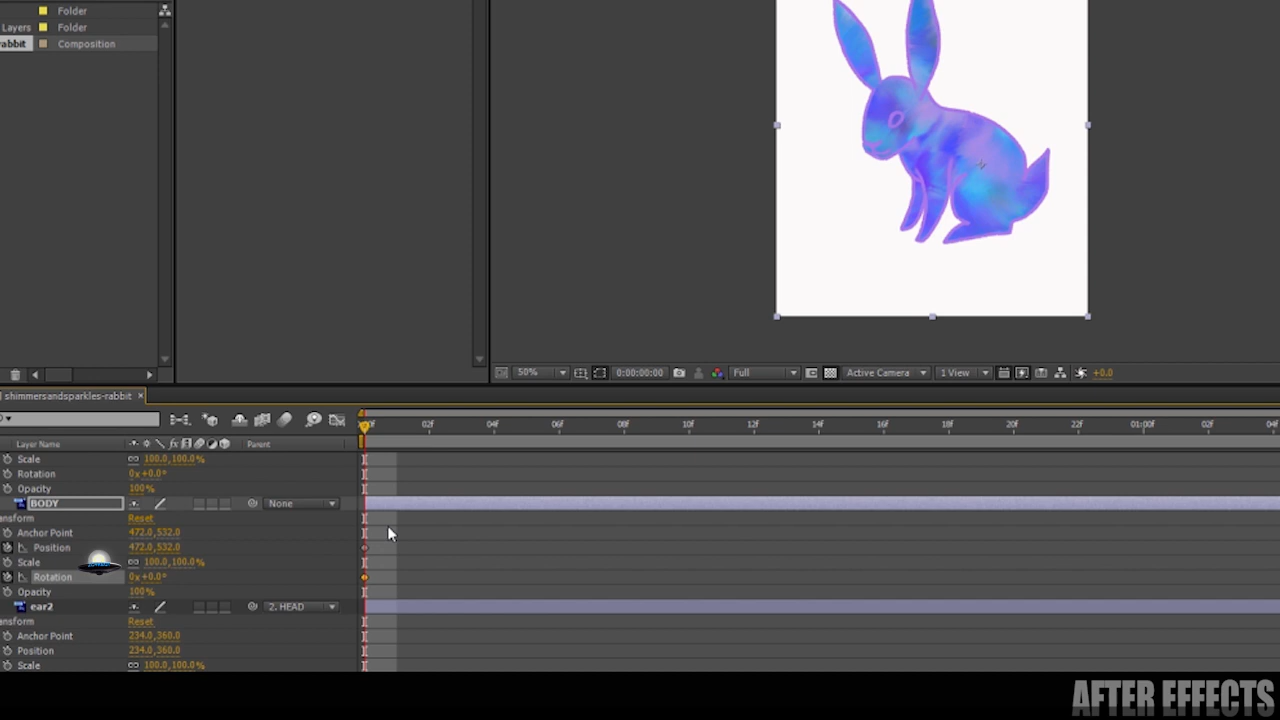 Folder
Layers Folder
rabbit Composition
50% 0:00:00:00 Full Active Camera 1 View +0.0
shimmersandsparkles-rabbit ×
02f 04f 06f 08f 10f 12f 14f 16f 18f 20f 22f 01:00f 02f 04f
Layer Name fx Parent
Scale 100.0,100.0%
Rotation 0x+0.0°
Opacity 100%
BODY None
ansform Reset
Anchor Point 472.0,532.0
Position 472.0,532.0
Scale 100.0,100.0%
Rotation 0x+0.0°
Opacity 100%
ear2 2. HEAD
ansform Reset
Anchor Point 234.0,360.0
Position 234.0,360.0
Scale 100.0,100.0%
AFTER EFFECTS